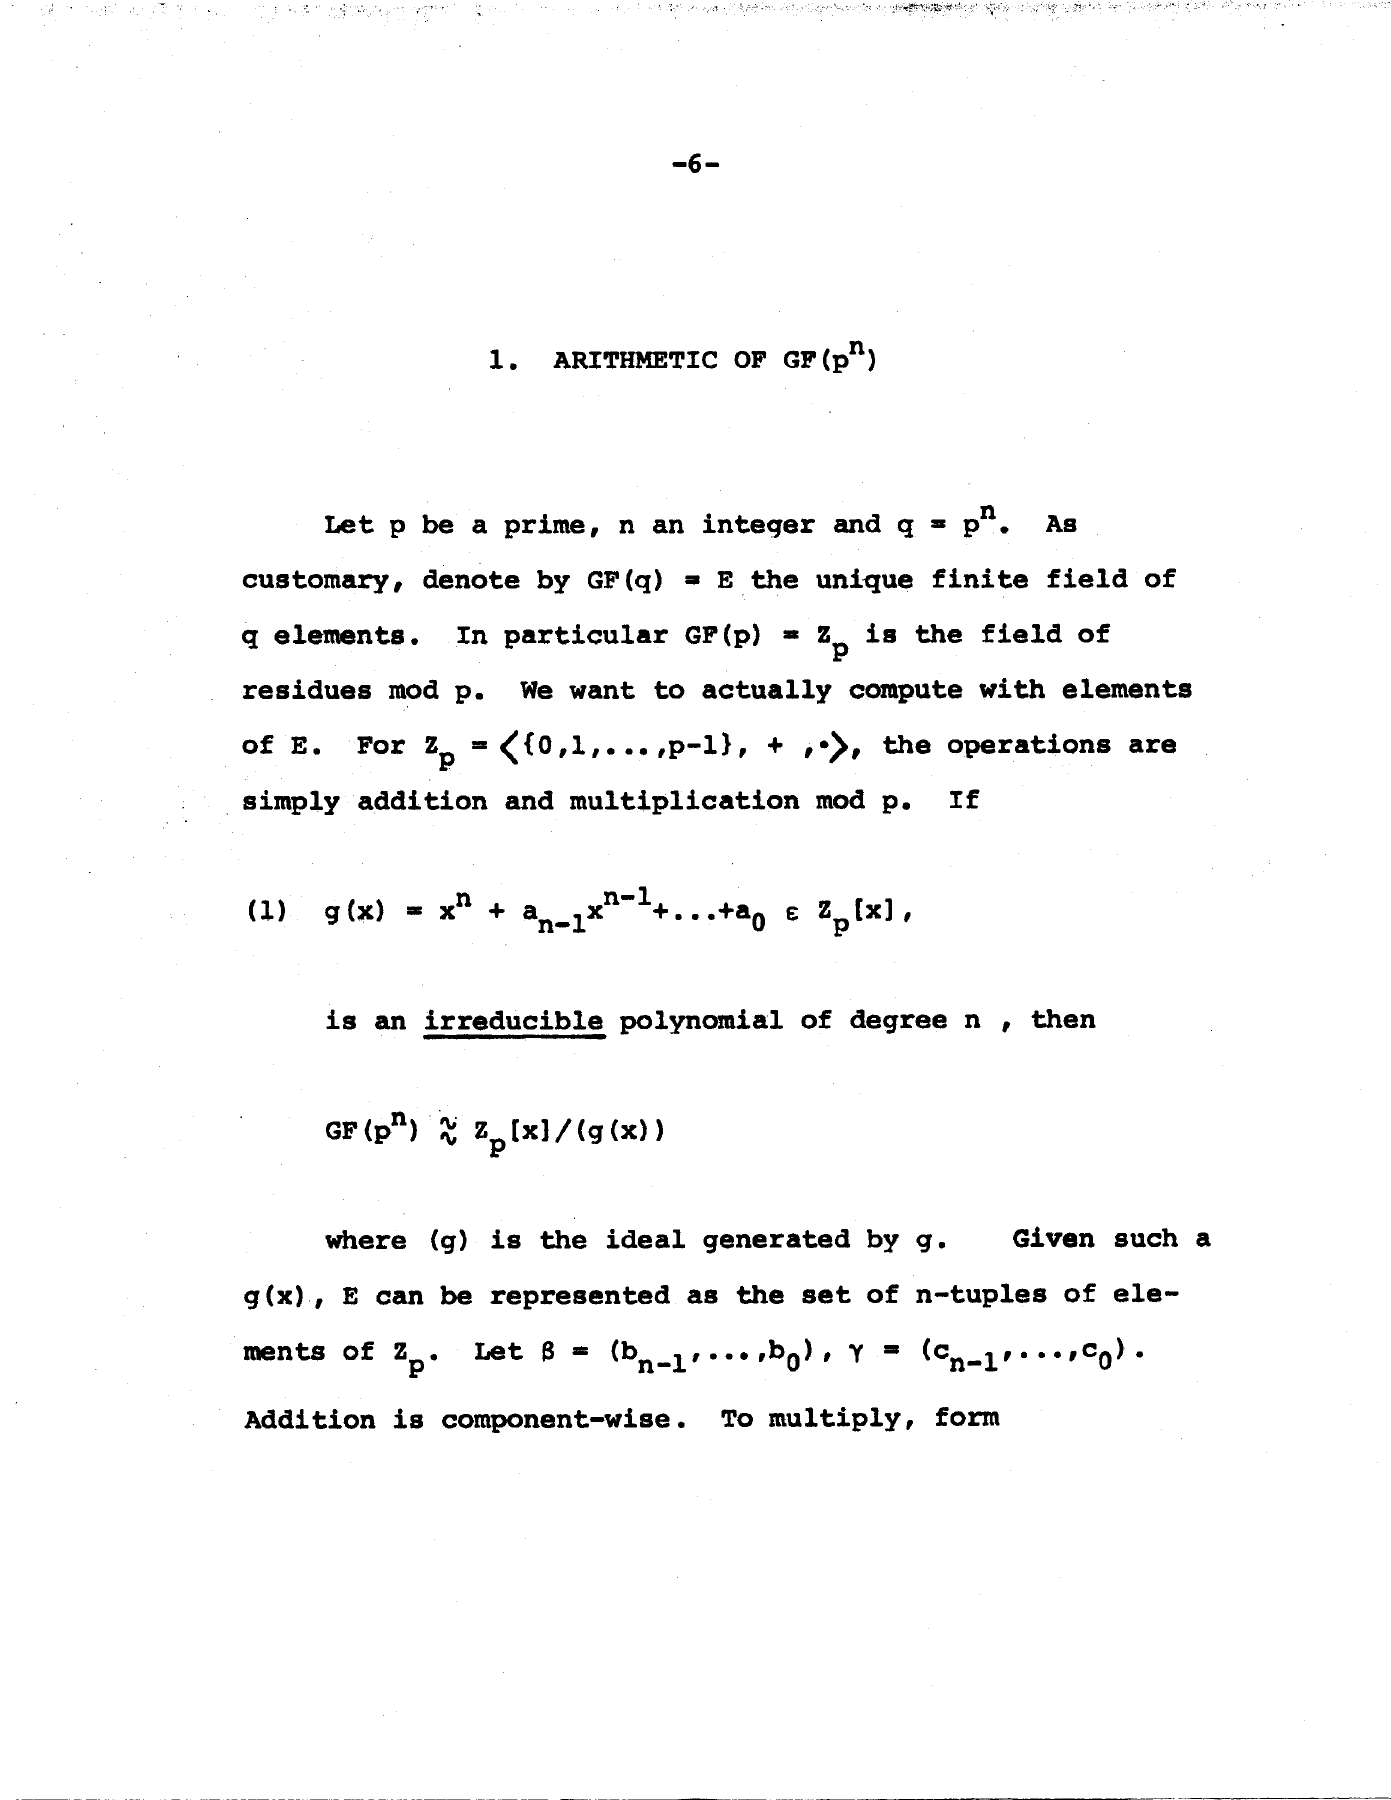 -6-
1. ARITHMETIC OF GF(pⁿ)
Let p be a prime, n an integer and q = pⁿ. As
customary, denote by GF(q) = E the unique finite field of
q elements. In particular GF(p) = Z_p is the field of
residues mod p. We want to actually compute with elements
of E. For Z_p = ⟨{0,1,...,p-1}, + ,·⟩, the operations are
simply addition and multiplication mod p. If
(1) g(x) = xⁿ + a_{n-1}x^{n-1}+...+a_0 ε Z_p[x],
is an irreducible polynomial of degree n , then
GF(pⁿ) ≈ Z_p[x]/(g(x))
where (g) is the ideal generated by g. Given such a
g(x), E can be represented as the set of n-tuples of ele-
ments of Z_p. Let β = (b_{n-1},...,b_0), γ = (c_{n-1},...,c_0).
Addition is component-wise. To multiply, form